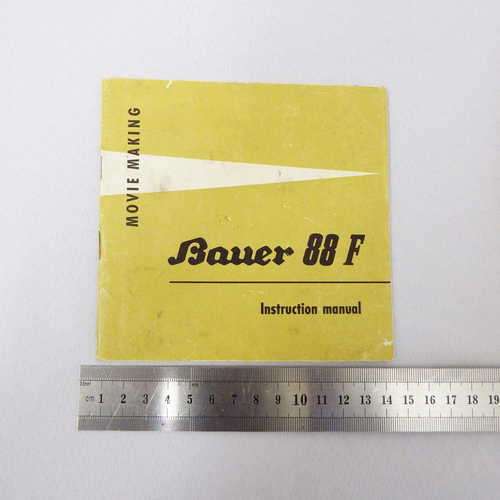 MOVIE MAKING
Bauer 88 F
Instruction manual
cm 1 2 3 4 5 6 7 8 9 10 11 12 13 14 15 16 17 18 19